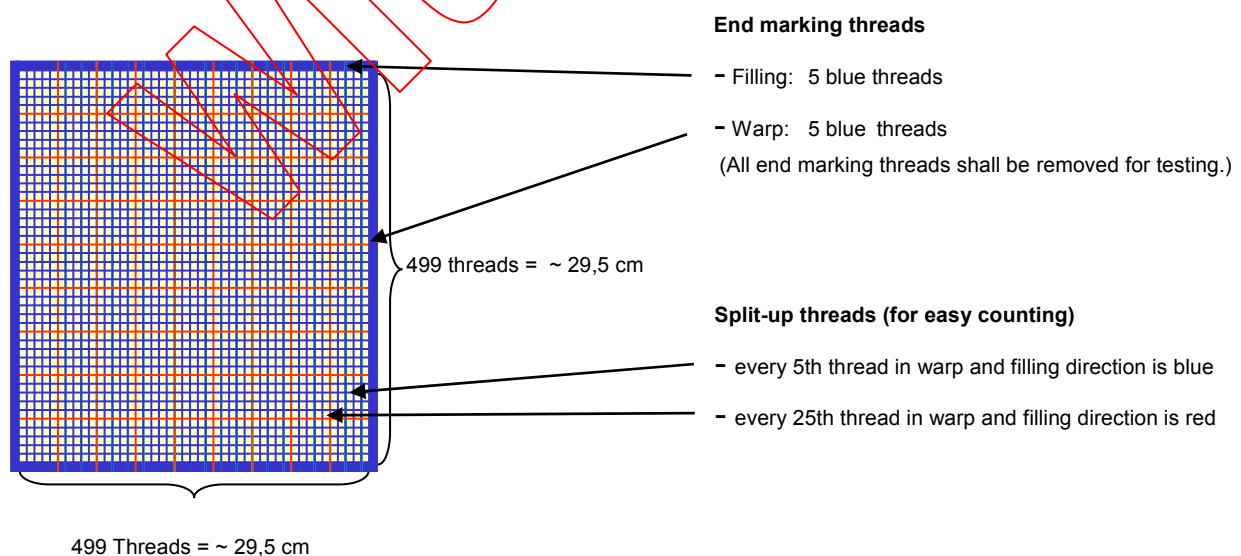 End marking threads
- Filling: 5 blue threads
- Warp: 5 blue threads
(All end marking threads shall be removed for testing.)
499 threads = ~ 29,5 cm
Split-up threads (for easy counting)
- every 5th thread in warp and filling direction is blue
- every 25th thread in warp and filling direction is red
499 Threads = ~ 29,5 cm